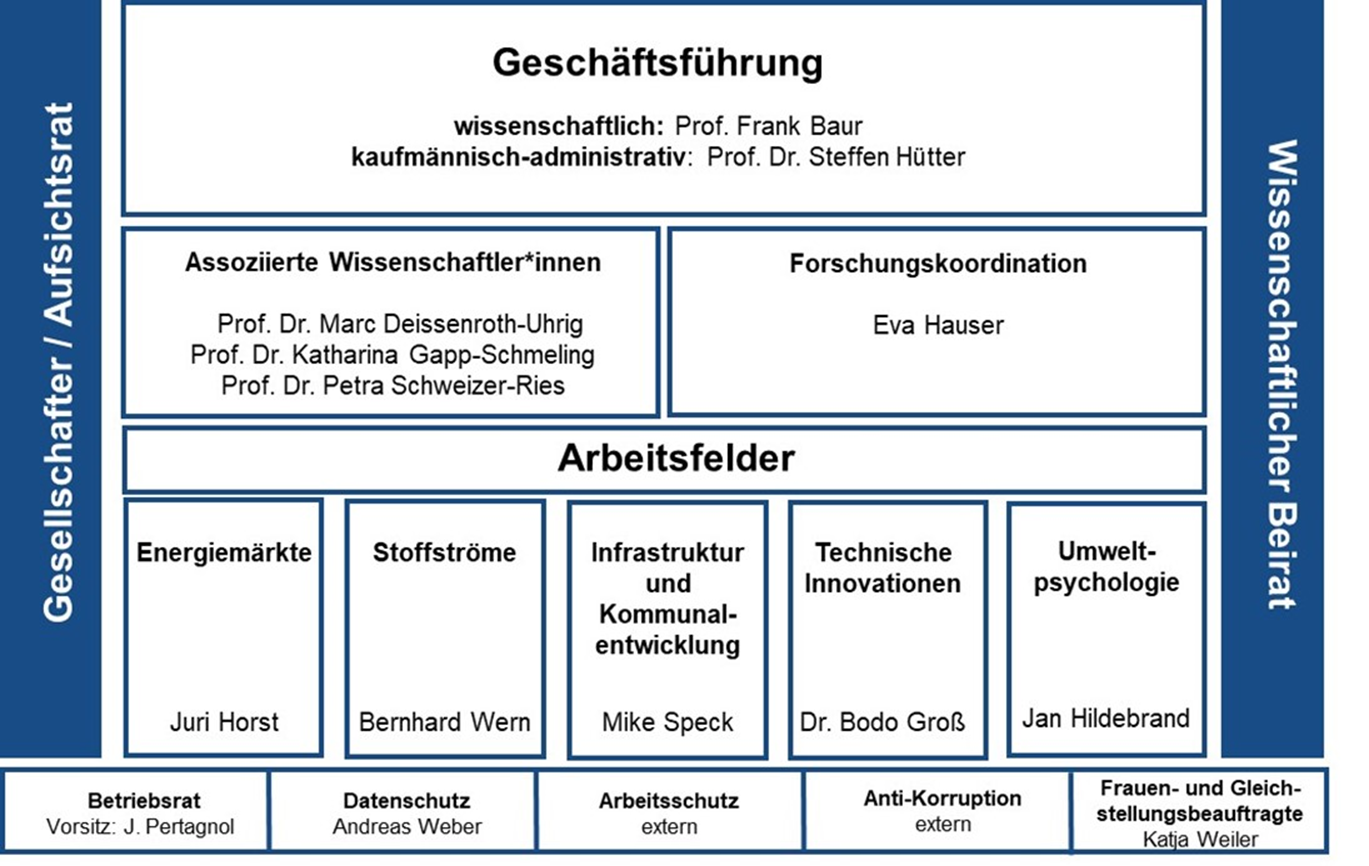 Gesellschafter / Aufsichtsrat
Geschäftsführung
wissenschaftlich: Prof. Frank Baur
kaufmännisch-administrativ: Prof. Dr. Steffen Hütter
Assoziierte Wissenschaftler*innen
Prof. Dr. Marc Deissenroth-Uhrig
Prof. Dr. Katharina Gapp-Schmeling
Prof. Dr. Petra Schweizer-Ries
Forschungskoordination
Eva Hauser
Wissenschaftlicher Beirat
Arbeitsfelder
Energiemärkte
Juri Horst
Stoffströme
Bernhard Wern
Infrastruktur
und
Kommunal-
entwicklung
Mike Speck
Technische
Innovationen
Dr. Bodo Groß
Umwelt-
psychologie
Jan Hildebrand
Betriebsrat
Vorsitz: J. Pertagnol
Datenschutz
Andreas Weber
Arbeitsschutz
extern
Anti-Korruption
extern
Frauen- und Gleich-
stellungsbeauftragte
Katja Weiler